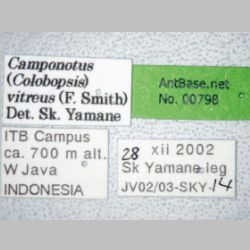 Camponotus
(Colobopsis)
vitreus (F. Smith)
Det. Sk. Yamane
AntBase.net
No. 00798
ITB Campus
ca. 700 m alt.
W Java
INDONESIA
28 xii 2002
Sk Yamane leg
JV02/03-SKY-14